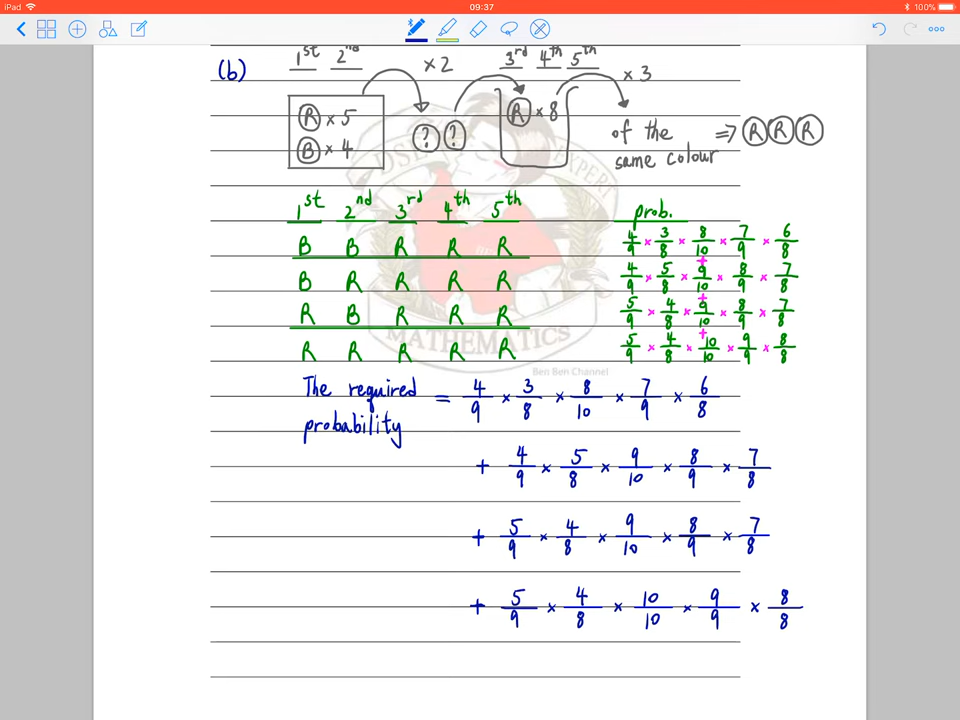 iPad
09:37
100%
(b)
1st 2nd × 2 3rd 4th 5th × 3
R × 5
B × 4
? ?
R × 8
of the same colour ⇒ R R R
1st 2nd 3rd 4th 5th prob.
B B R R R 4/9 × 3/8 × 8/10 × 7/9 × 6/8
+
B R R R R 4/9 × 5/8 × 9/10 × 8/9 × 7/8
+
R B R R R 5/9 × 4/8 × 9/10 × 8/9 × 7/8
+
R R R R R 5/9 × 4/8 × 10/10 × 9/9 × 8/8
MATHEMATICS
Ben Ben Channel
The required probability = 4/9 × 3/8 × 8/10 × 7/9 × 6/8
+ 4/9 × 5/8 × 9/10 × 8/9 × 7/8
+ 5/9 × 4/8 × 9/10 × 8/9 × 7/8
+ 5/9 × 4/8 × 10/10 × 9/9 × 8/8